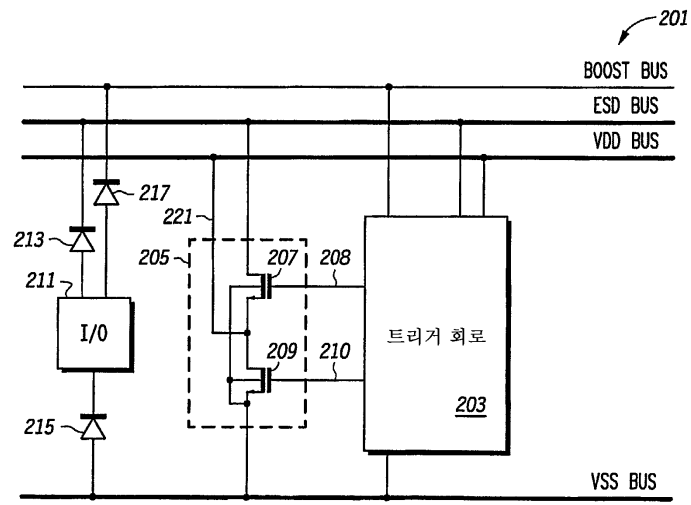 201
BOOST BUS
ESD BUS
VDD BUS
217
221
213
205
207
208
211
I/O
트리거 회로
209
210
203
215
VSS BUS